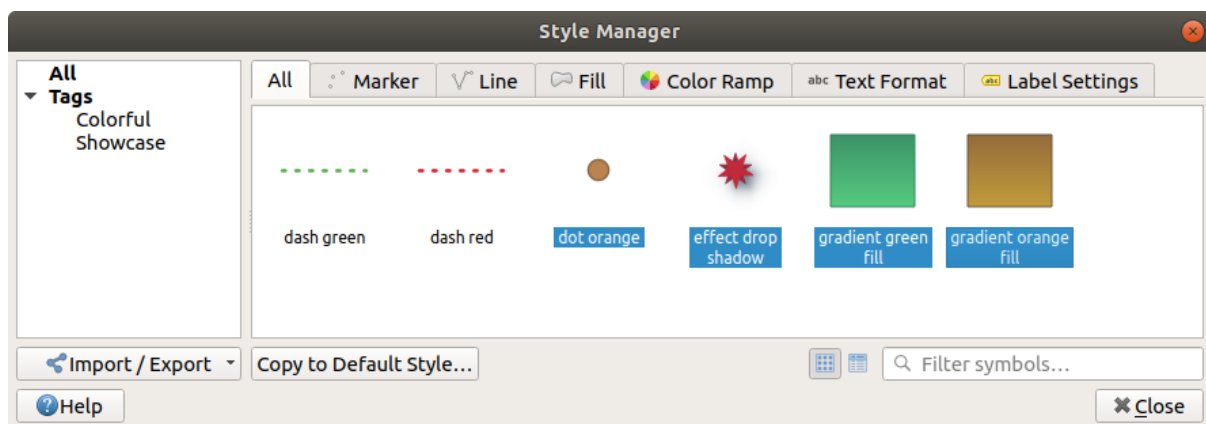 Style Manager
All
Tags
Colorful
Showcase
All
Marker
Line
Fill
Color Ramp
abc Text Format
abc Label Settings
dash green
dash red
dot orange
effect drop
shadow
gradient green
fill
gradient orange
fill
Import / Export
Copy to Default Style...
Filter symbols...
Help
Close